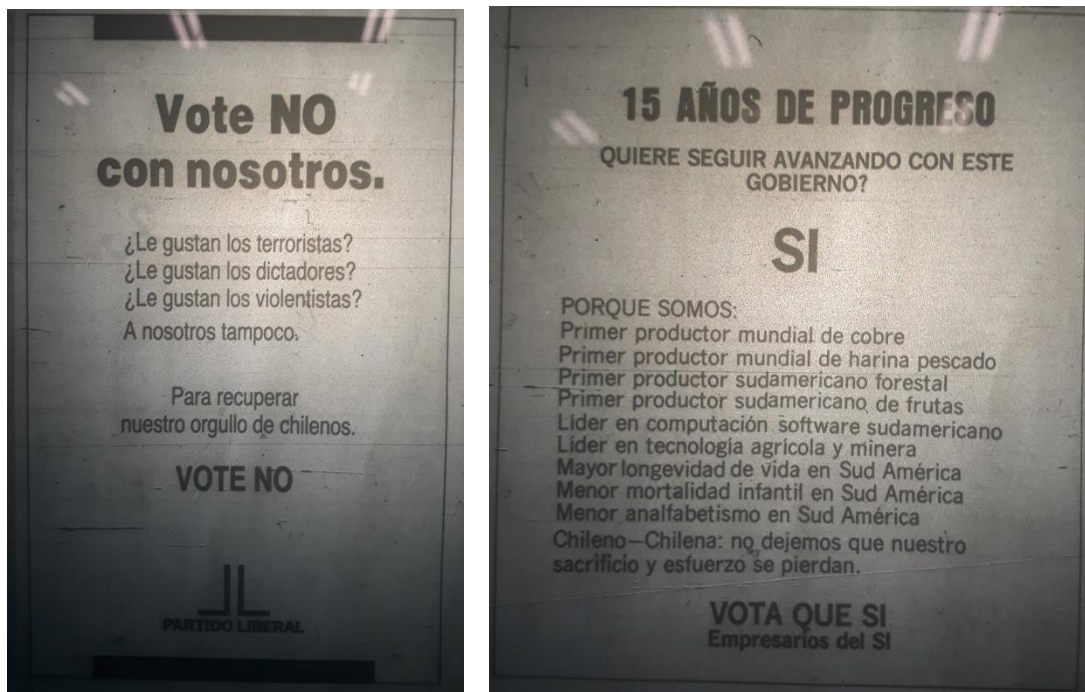 Vote NO
con nosotros.
¿Le gustan los terroristas?
¿Le gustan los dictadores?
¿Le gustan los violentistas?
A nosotros tampoco.
Para recuperar
nuestro orgullo de chilenos.
VOTE NO
PARTIDO LIBERAL
15 AÑOS DE PROGRESO
QUIERE SEGUIR AVANZANDO CON ESTE
GOBIERNO?
SI
PORQUE SOMOS:
Primer productor mundial de cobre
Primer productor mundial de harina pescado
Primer productor sudamericano forestal
Primer productor sudamericano de frutas
Líder en computación software sudamericano
Líder en tecnología agrícola y minera
Mayor longevidad de vida en Sud América
Menor mortalidad infantil en Sud América
Menor analfabetismo en Sud América
Chileno—Chilena: no dejemos que nuestro
sacrificio y esfuerzo se pierdan.
VOTA QUE SI
Empresarios del SI